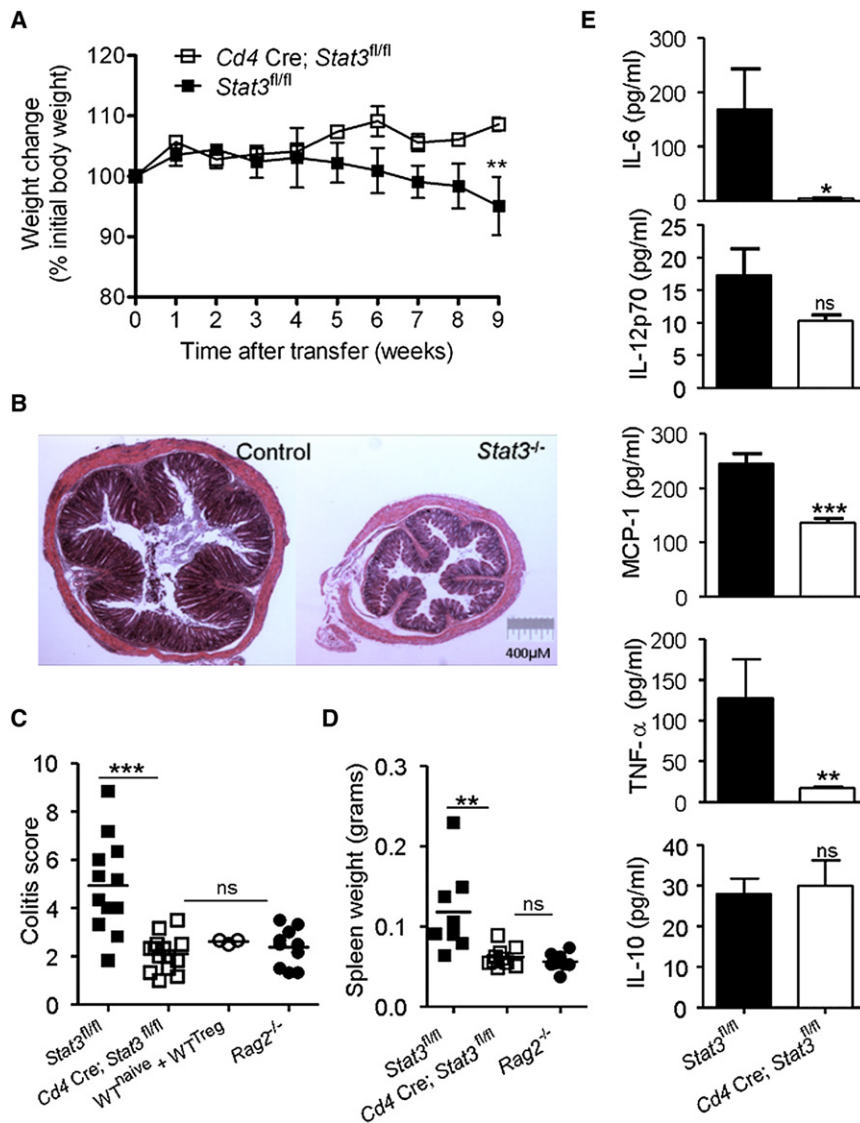 A
Cd4 Cre; Stat3fl/fl
Stat3fl/fl
Weight change
(% initial body weight)
120
110
100
90
80
**
0 1 2 3 4 5 6 7 8 9
Time after transfer (weeks)
B
Control
Stat3-/-
400µM
C
Colitis score
10
8
6
4
2
0
***
ns
Stat3fl/fl
Cd4 Cre; Stat3fl/fl
WTnaive + WTTreg
Rag2-/-
D
Spleen weight (grams)
0.3
0.2
0.1
0.0
**
ns
Stat3fl/fl
Cd4 Cre; Stat3fl/fl
Rag2-/-
E
IL-6 (pg/ml)
300
200
100
0
*
IL-12p70 (pg/ml)
25
20
15
10
5
0
ns
MCP-1 (pg/ml)
300
200
100
0
***
TNF-α (pg/ml)
200
150
100
50
0
**
IL-10 (pg/ml)
40
30
20
10
0
ns
Stat3fl/fl
Cd4 Cre; Stat3fl/fl